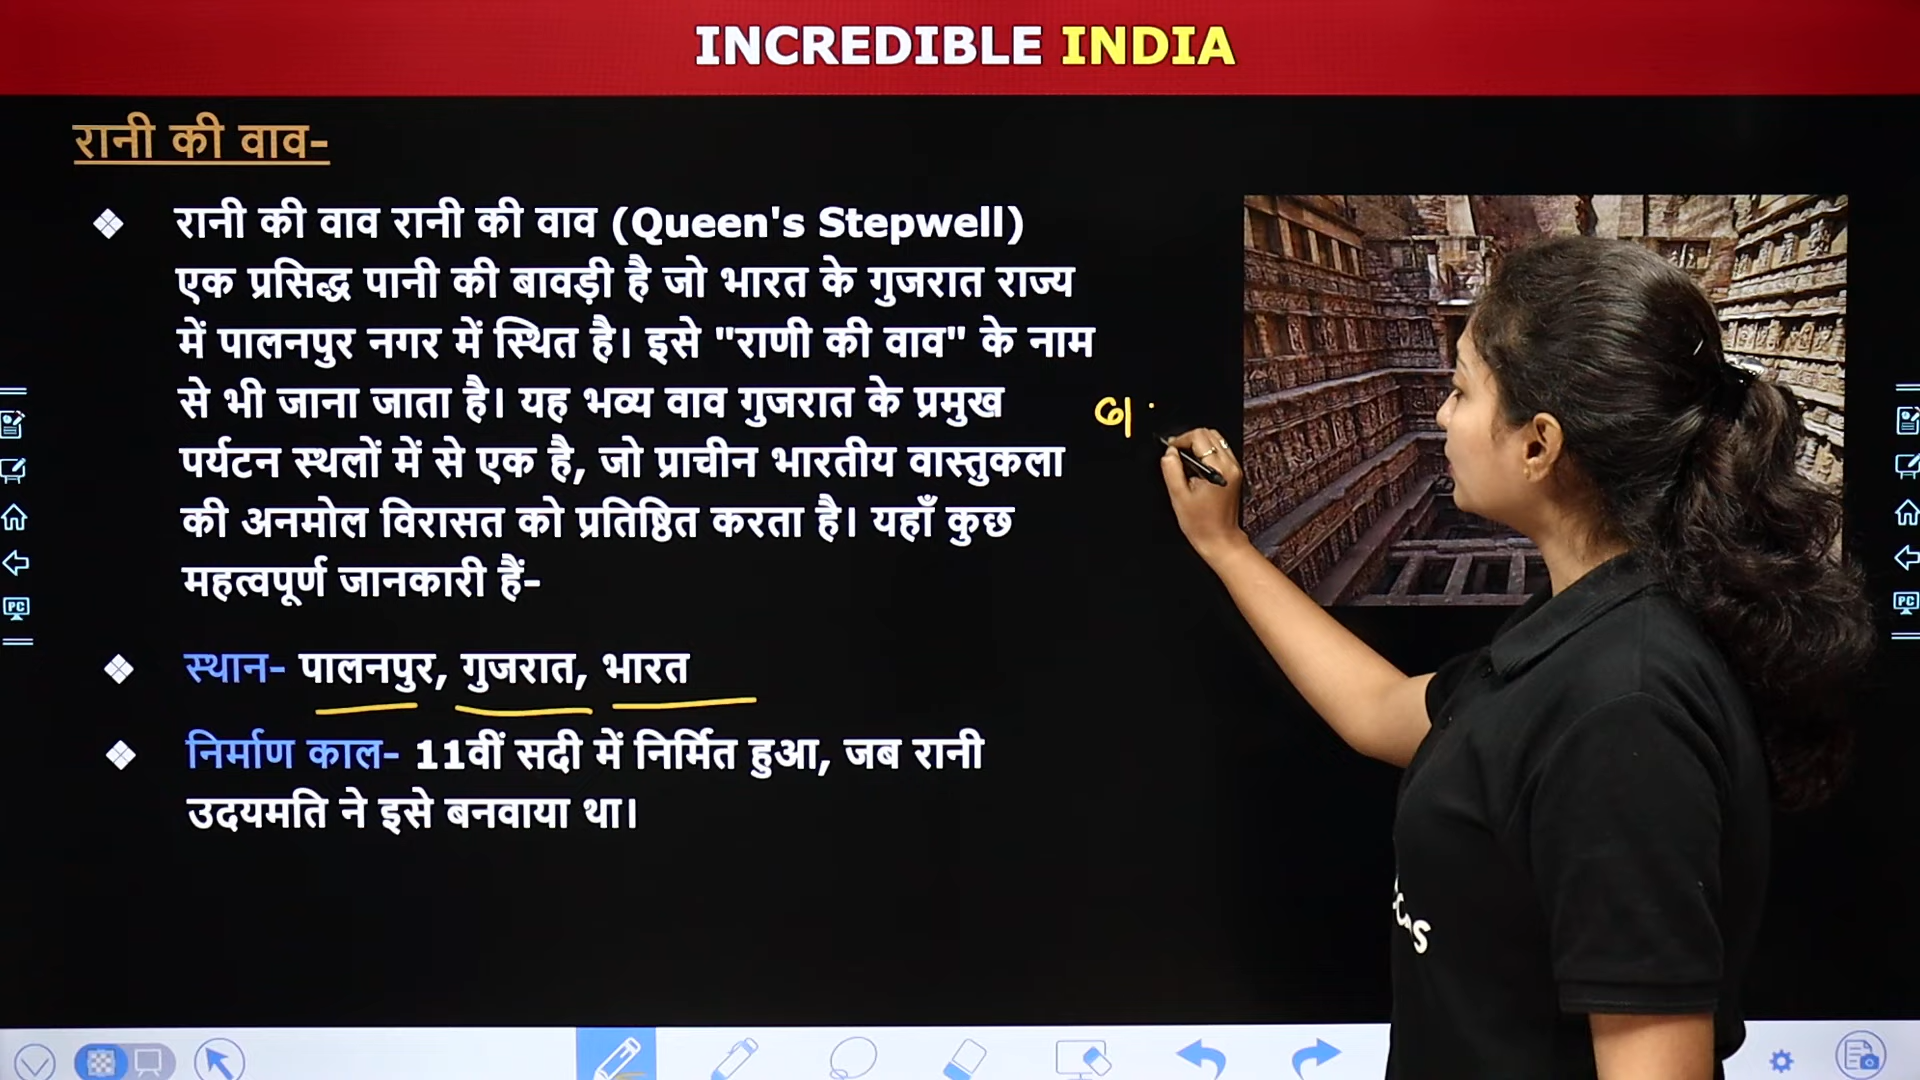 INCREDIBLE INDIA
रानी की वाव-
रानी की वाव रानी की वाव (Queen's Stepwell)
एक प्रसिद्ध पानी की बावड़ी है जो भारत के गुजरात राज्य
में पालनपुर नगर में स्थित है। इसे "राणी की वाव" के नाम
से भी जाना जाता है। यह भव्य वाव गुजरात के प्रमुख
पर्यटन स्थलों में से एक है, जो प्राचीन भारतीय वास्तुकला
की अनमोल विरासत को प्रतिष्ठित करता है। यहाँ कुछ
महत्वपूर्ण जानकारी हैं-
स्थान- पालनपुर, गुजरात, भारत
निर्माण काल- 11वीं सदी में निर्मित हुआ, जब रानी
उदयमति ने इसे बनवाया था।
PC
PC